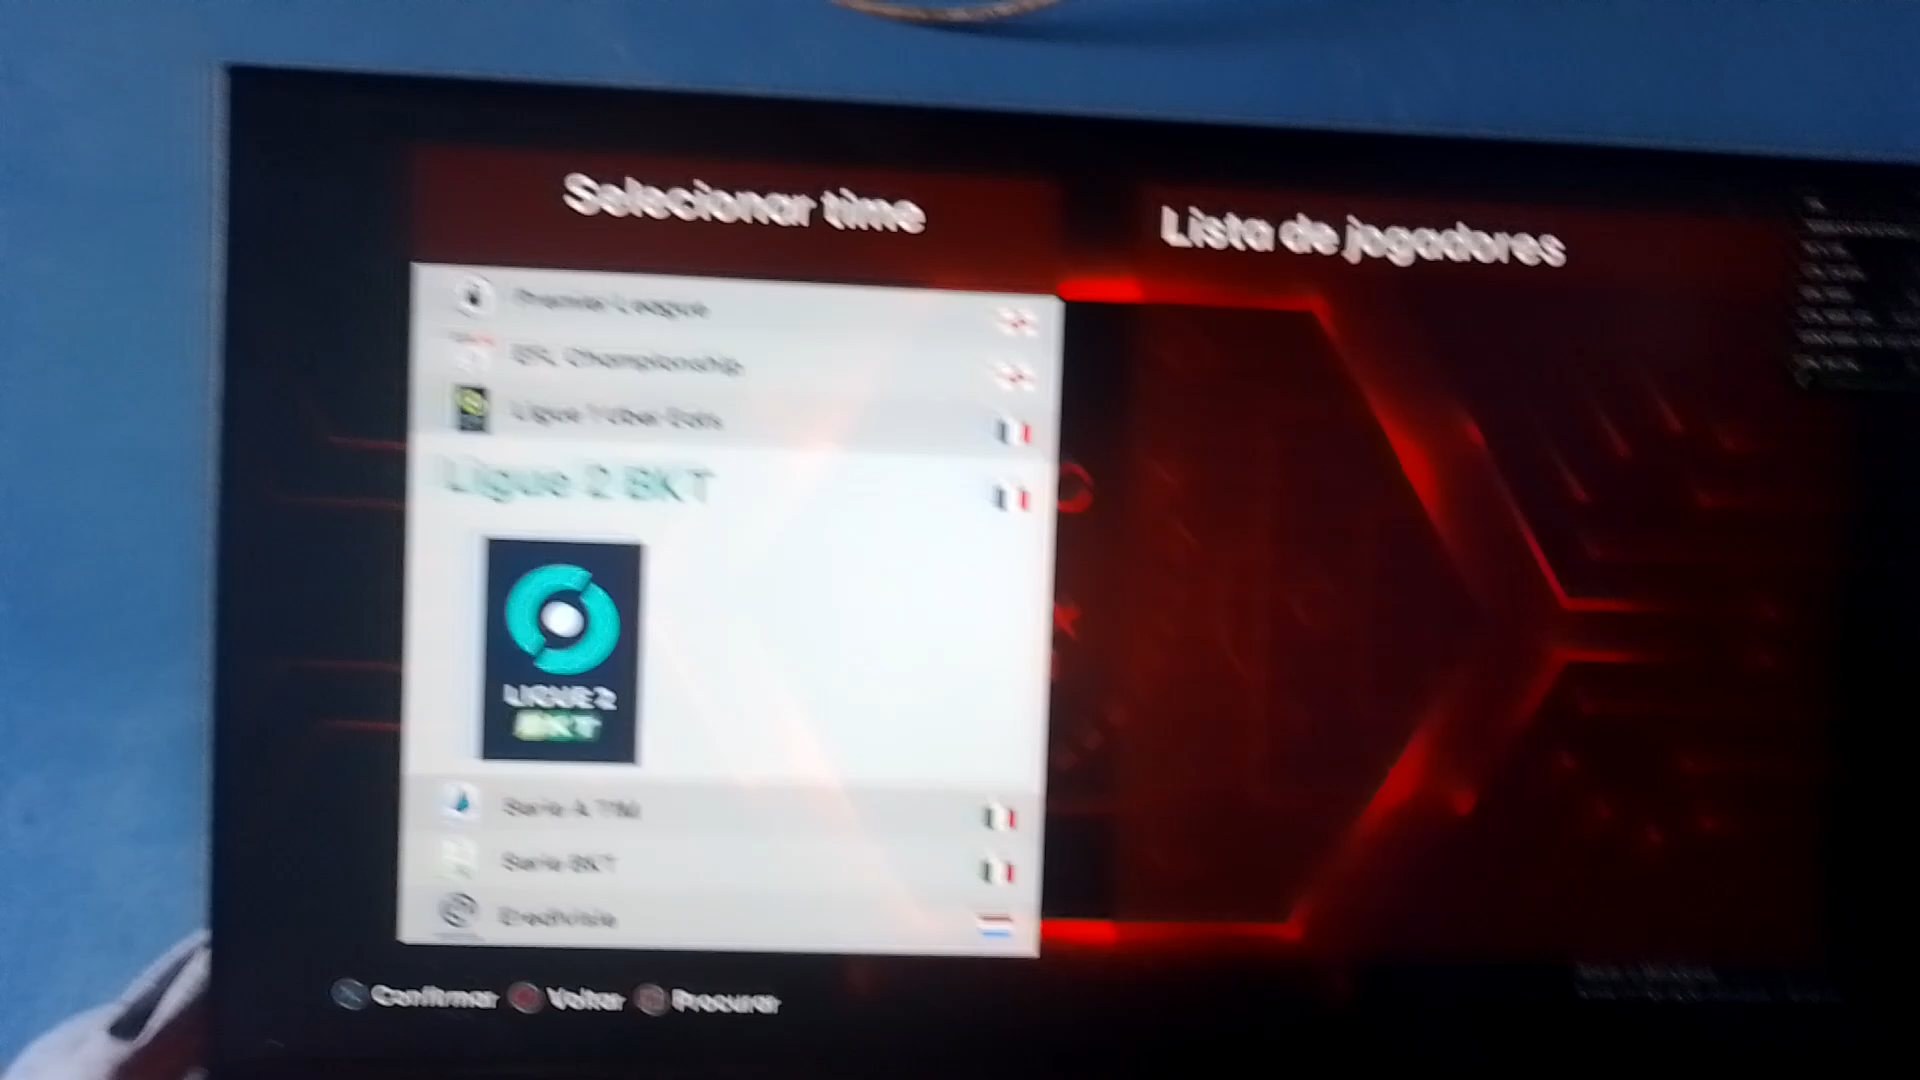 Selecionar time
Lista de jogadores
Premier League
EFL Championship
Ligue 1 Uber Eats
Ligue 2 BKT
LIGUE 2
BKT
Serie A TIM
Serie BKT
Eredivisie
Confirmar
Voltar
Procurar